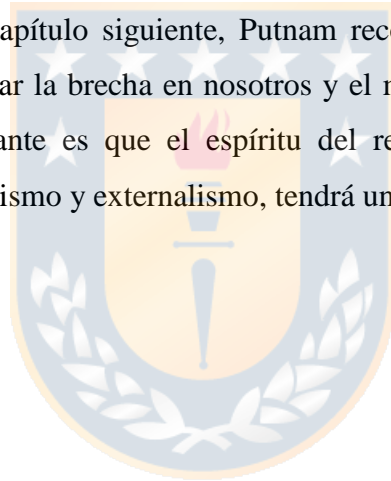 apítulo siguiente, Putnam rec
ar la brecha en nosotros y el
ante es que el espíritu del re
ismo y externalismo, tendrá un